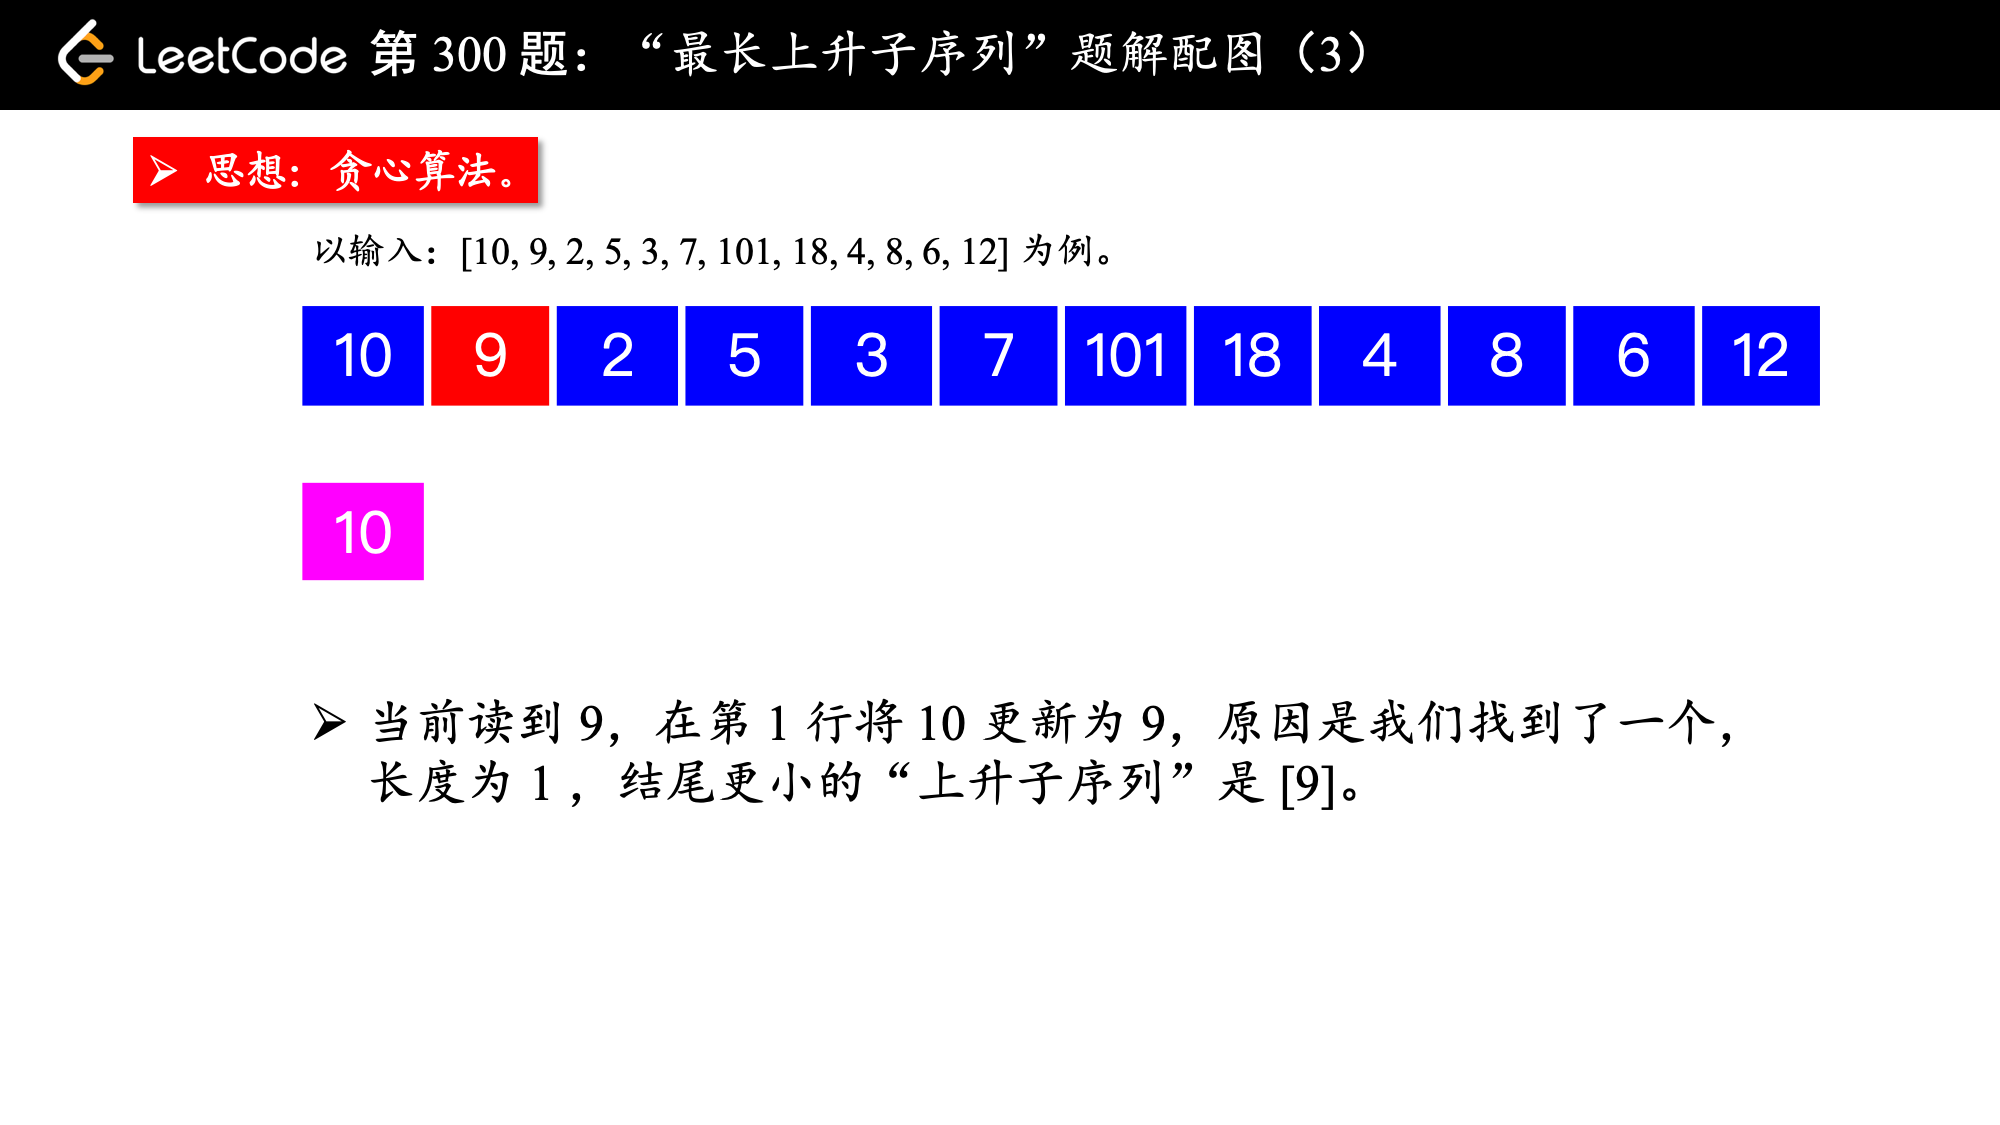 LeetCode 第 300 题：“最长上升子序列”题解配图（3）
➢ 思想：贪心算法。
以输入：[10, 9, 2, 5, 3, 7, 101, 18, 4, 8, 6, 12] 为例。
10 9 2 5 3 7 101 18 4 8 6 12
10
➢ 当前读到 9，在第 1 行将 10 更新为 9，原因是我们找到了一个，
长度为 1 ，结尾更小的“上升子序列”是 [9]。